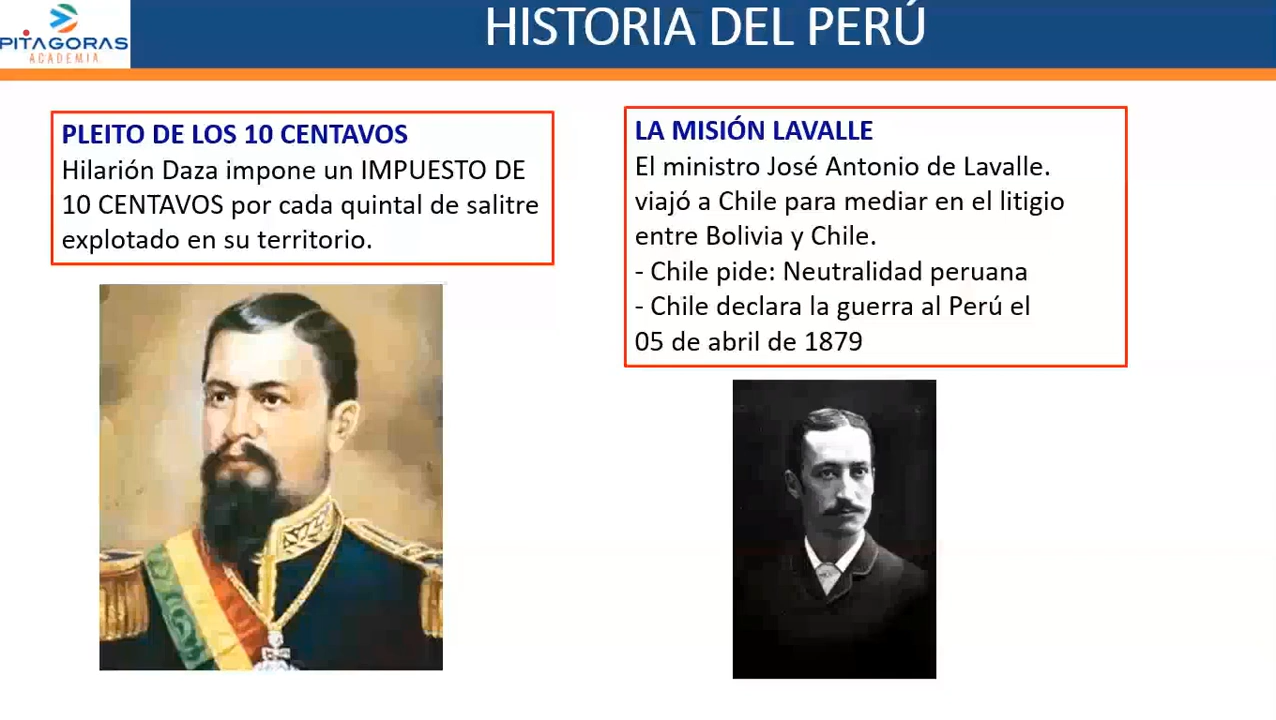 PITAGORAS
ACADEMIA
HISTORIA DEL PERÚ
PLEITO DE LOS 10 CENTAVOS
Hilarión Daza impone un IMPUESTO DE
10 CENTAVOS por cada quintal de salitre
explotado en su territorio.
LA MISIÓN LAVALLE
El ministro José Antonio de Lavalle.
viajó a Chile para mediar en el litigio
entre Bolivia y Chile.
- Chile pide: Neutralidad peruana
- Chile declara la guerra al Perú el
05 de abril de 1879